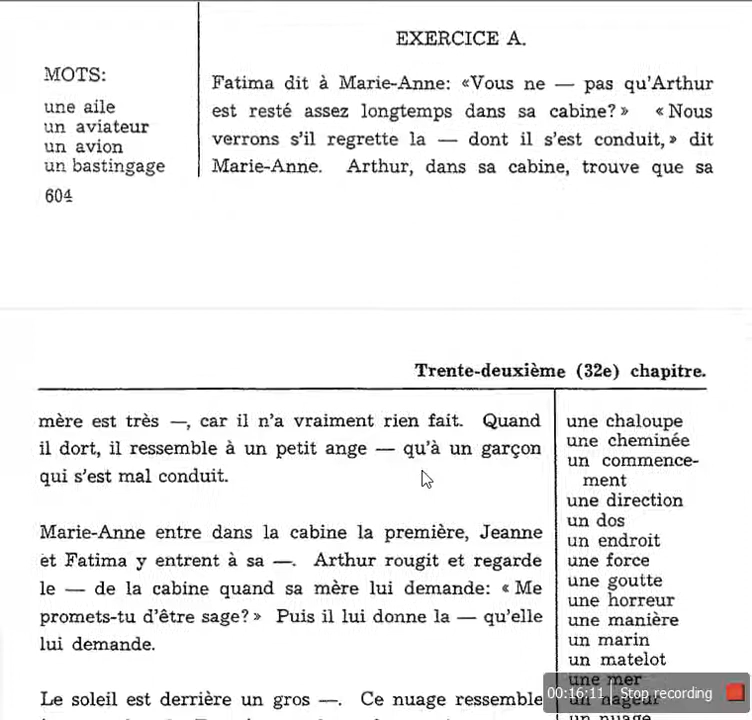 EXERCICE A.
MOTS:
une aile
un aviateur
un avion
un bastingage
604
Fatima dit à Marie-Anne: «Vous ne — pas qu'Arthur
est resté assez longtemps dans sa cabine?» «Nous
verrons s'il regrette la — dont il s'est conduit,» dit
Marie-Anne. Arthur, dans sa cabine, trouve que sa
Trente-deuxième (32e) chapitre.
mère est très —, car il n'a vraiment rien fait. Quand
il dort, il ressemble à un petit ange — qu'à un garçon
qui s'est mal conduit.
Marie-Anne entre dans la cabine la première, Jeanne
et Fatima y entrent à sa —. Arthur rougit et regarde
le — de la cabine quand sa mère lui demande: «Me
promets-tu d'être sage?» Puis il lui donne la — qu'elle
lui demande.
Le soleil est derrière un gros —. Ce nuage ressemble
une chaloupe
une cheminée
un commence-
ment
une direction
un dos
un endroit
une force
une goutte
une horreur
une manière
un marin
un matelot
une mer
un nageur
un nuage
00:16:11 | Stop recording